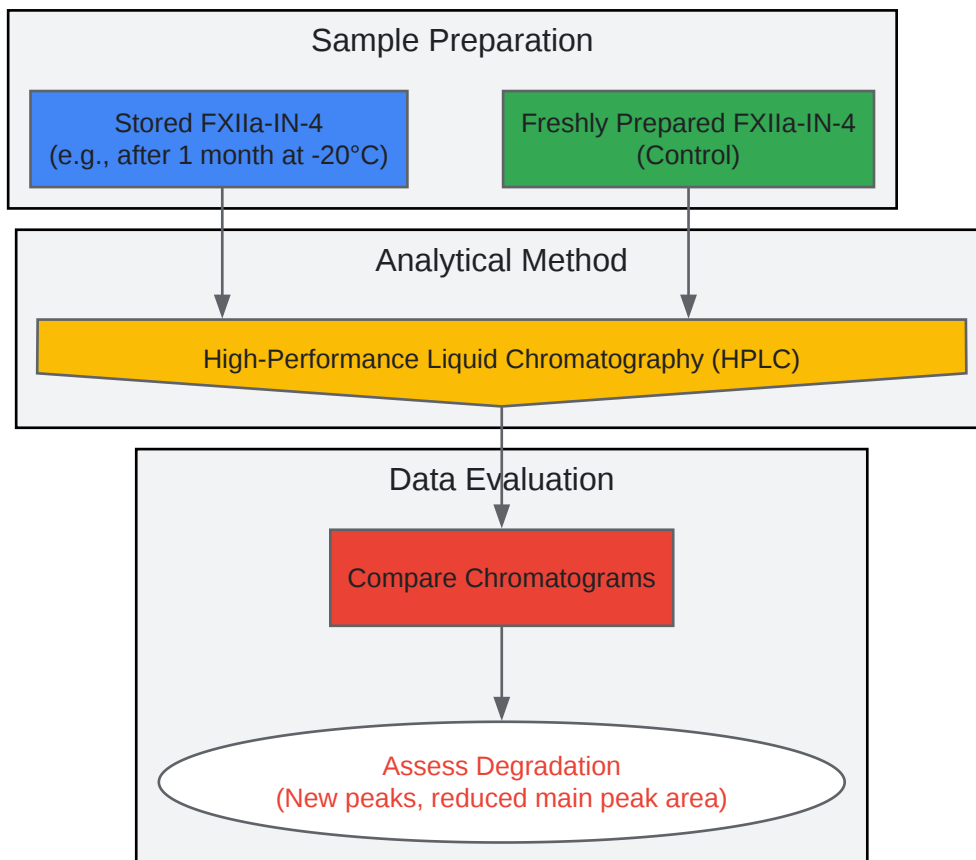 Sample Preparation
Stored FXIIa-IN-4
(e.g., after 1 month at -20°C)
Freshly Prepared FXIIa-IN-4
(Control)
Analytical Method
High-Performance Liquid Chromatography (HPLC)
Data Evaluation
Compare Chromatograms
Assess Degradation
(New peaks, reduced main peak area)